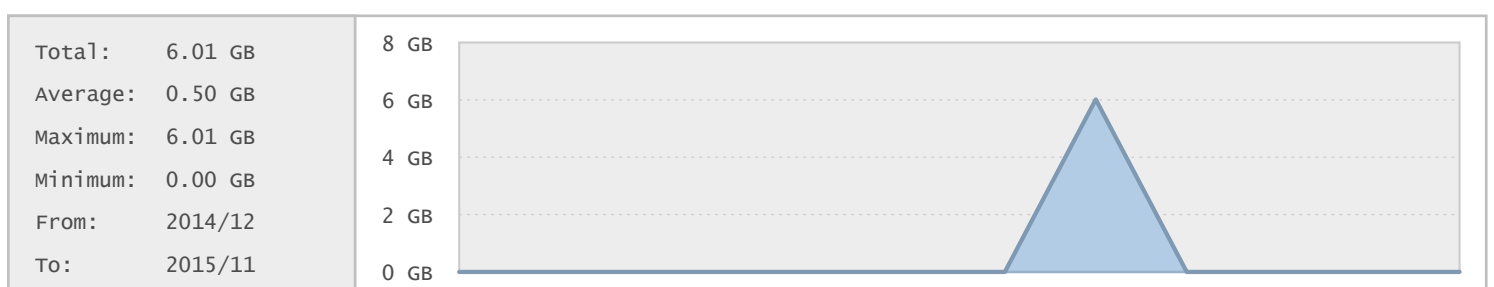 Total: 6.01 GB
Average: 0.50 GB
Maximum: 6.01 GB
Minimum: 0.00 GB
From: 2014/12
To: 2015/11
8 GB
6 GB
4 GB
2 GB
0 GB